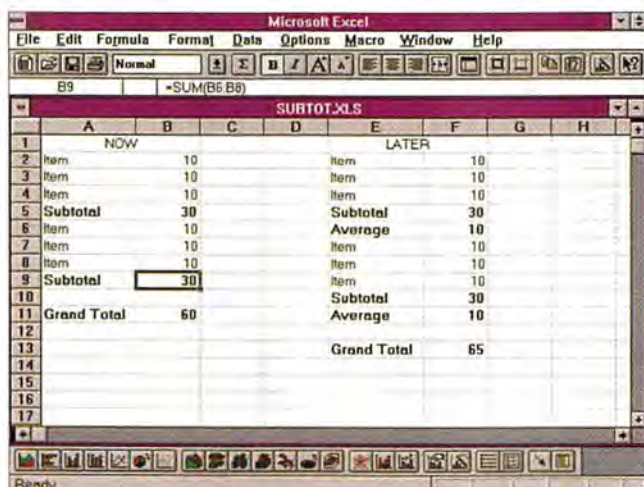 Microsoft Excel
File Edit Formula Format Data Options Macro Window Help
Normal Σ B I A A
B9 =SUM(B6:B8)
SUBTOT.XLS
A B C D E F G H
1 NOW LATER
2 Item 10 Item 10
3 Item 10 Item 10
4 Item 10 Item 10
5 Subtotal 30 Subtotal 30
6 Item 10 Average 10
7 Item 10 Item 10
8 Item 10 Item 10
9 Subtotal 30 Item 10
10 Subtotal 30
11 Grand Total 60 Average 10
12
13 Grand Total 65
14
15
16
17
Ready